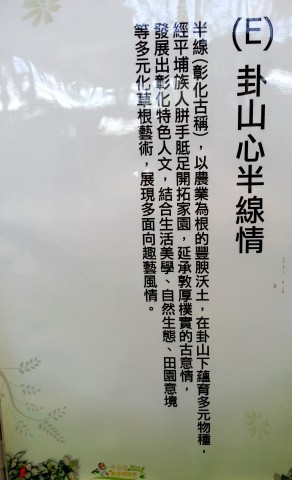 (E) 卦山心半線情
半線(彰化古稱)，以農業為根的豐腴沃土，在卦山下蘊育多元物種，
經平埔族人胼手胝足開拓家園，延承敦厚樸實的古意情，
發展出彰化特色人文，結合生活美學、自然生態、田園意境
等多元化草根藝術，展現多面向趣藝風情。